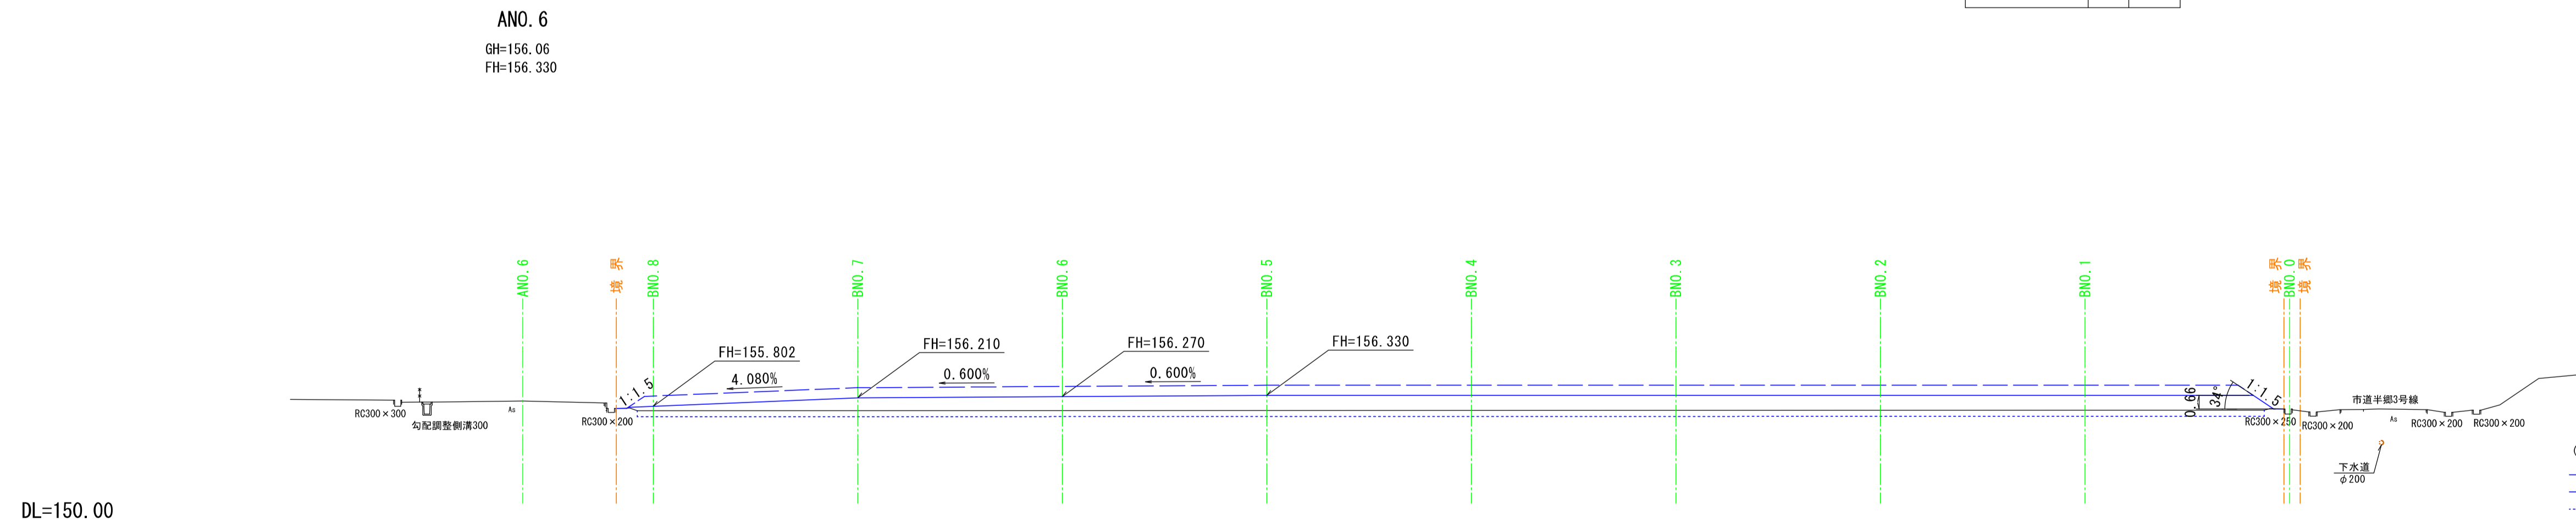 ANO.6
GH=156.06
FH=156.330
ANO.6
境 界
BNO.8
BNO.7
BNO.6
BNO.5
BNO.4
BNO.3
BNO.2
BNO.1
境 界
BNO.0
境 界
FH=155.802
FH=156.210
FH=156.270
FH=156.330
1:1.5
4.080%
0.600%
0.600%
0.66
34°
1:1.5
RC300×300
勾配調整側溝300
As
RC300×200
RC300×250
RC300×200
市道半郷3号線
As
RC300×200
RC300×200
下水道
φ200
DL=150.00